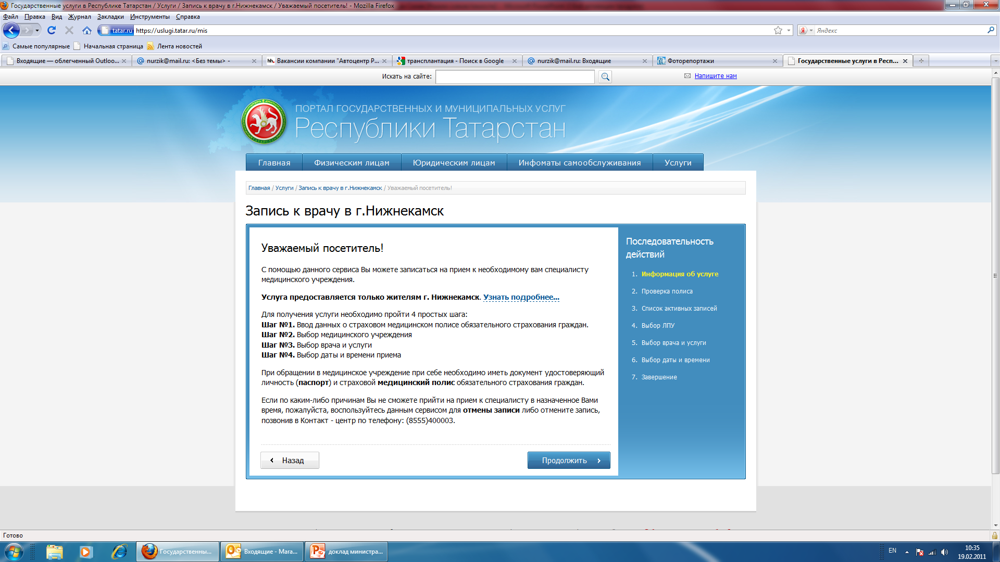 Государственные услуги в Республике Татарстан / Услуги / Запись к врачу в г.Нижнекамск / Уважаемый посетитель! - Mozilla Firefox
Файл Правка Вид Журнал Закладки Инструменты Справка
tatar.ru https://uslugi.tatar.ru/mis Яндекс
Самые популярные Начальная страница Лента новостей
Входящие — облегченный Outloo... nurzik@mail.ru: <Без темы> - hh. Вакансии компании "Автоцентр Р... трансплантация - Поиск в Google nurzik@mail.ru: Входящие Фоторепортажи Государственные услуги в Респ...
Искать на сайте: Напишите нам
ПОРТАЛ ГОСУДАРСТВЕННЫХ И МУНИЦИПАЛЬНЫХ УСЛУГ
Республики Татарстан
Главная Физическим лицам Юридическим лицам Инфоматы самообслуживания Услуги
Главная / Услуги / Запись к врачу в г.Нижнекамск / Уважаемый посетитель!
Запись к врачу в г.Нижнекамск
Уважаемый посетитель!
С помощью данного сервиса Вы можете записаться на прием к необходимому вам специалисту
медицинского учреждения.
Услуга предоставляется только жителям г. Нижнекамск. Узнать подробнее...
Для получения услуги необходимо пройти 4 простых шага:
Шаг №1. Ввод данных о страховом медицинском полисе обязательного страхования граждан.
Шаг №2. Выбор медицинского учреждения
Шаг №3. Выбор врача и услуги
Шаг №4. Выбор даты и времени приема
При обращении в медицинское учреждение при себе необходимо иметь документ удостоверяющий
личность (паспорт) и страховой медицинский полис обязательного страхования граждан.
Если по каким-либо причинам Вы не сможете прийти на прием к специалисту в назначенное Вами
время, пожалуйста, воспользуйтесь данным сервисом для отмены записи либо отмените запись,
позвонив в Контакт - центр по телефону: (8555)400003.
Назад Продолжить
Последовательность
действий
1. Информация об услуге
2. Проверка полиса
3. Список активных записей
4. Выбор ЛПУ
5. Выбор врача и услуги
6. Выбор даты и времени
7. Завершение
Готово
Государственны... Входящие - Mara... доклад министра... EN 10:35
19.02.2011